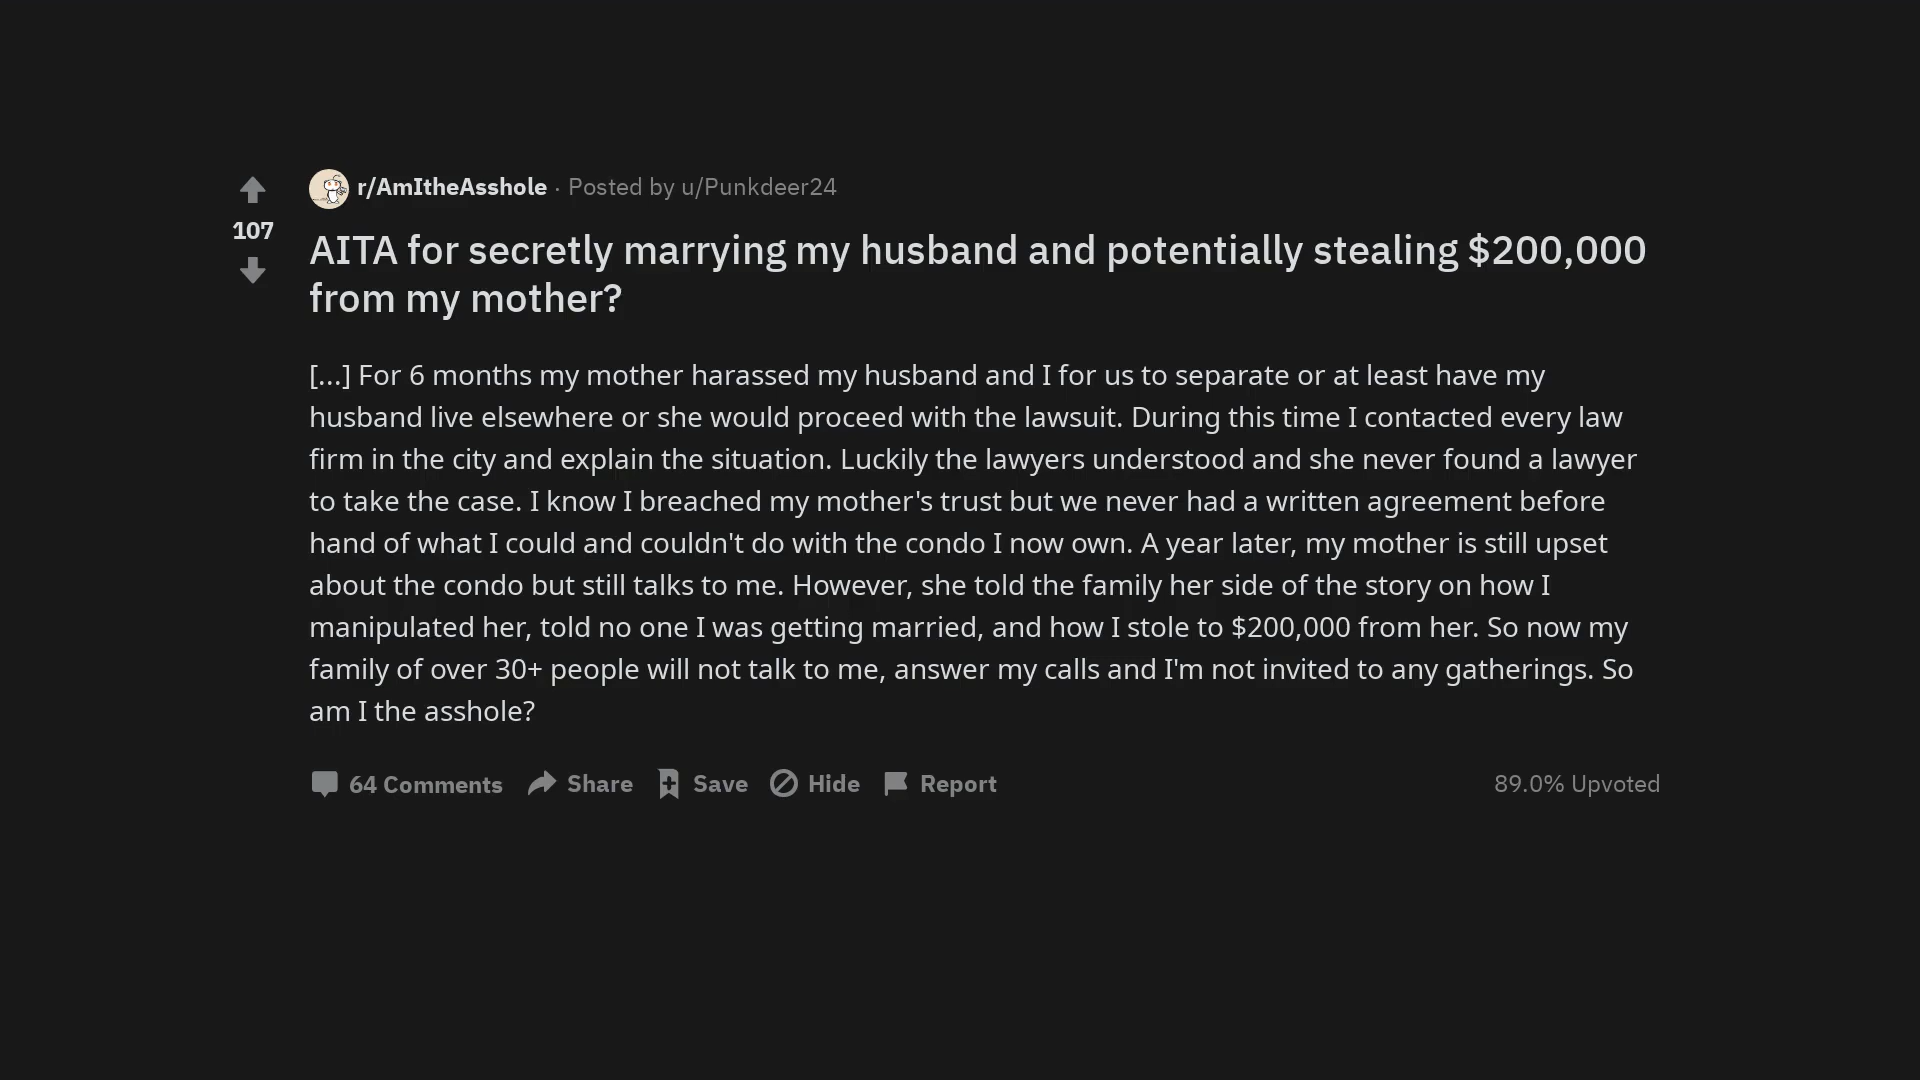 r/AmItheAsshole · Posted by u/Punkdeer24
107
AITA for secretly marrying my husband and potentially stealing $200,000
from my mother?
[...] For 6 months my mother harassed my husband and I for us to separate or at least have my
husband live elsewhere or she would proceed with the lawsuit. During this time I contacted every law
firm in the city and explain the situation. Luckily the lawyers understood and she never found a lawyer
to take the case. I know I breached my mother's trust but we never had a written agreement before
hand of what I could and couldn't do with the condo I now own. A year later, my mother is still upset
about the condo but still talks to me. However, she told the family her side of the story on how I
manipulated her, told no one I was getting married, and how I stole to $200,000 from her. So now my
family of over 30+ people will not talk to me, answer my calls and I'm not invited to any gatherings. So
am I the asshole?
64 Comments Share Save Hide Report 89.0% Upvoted